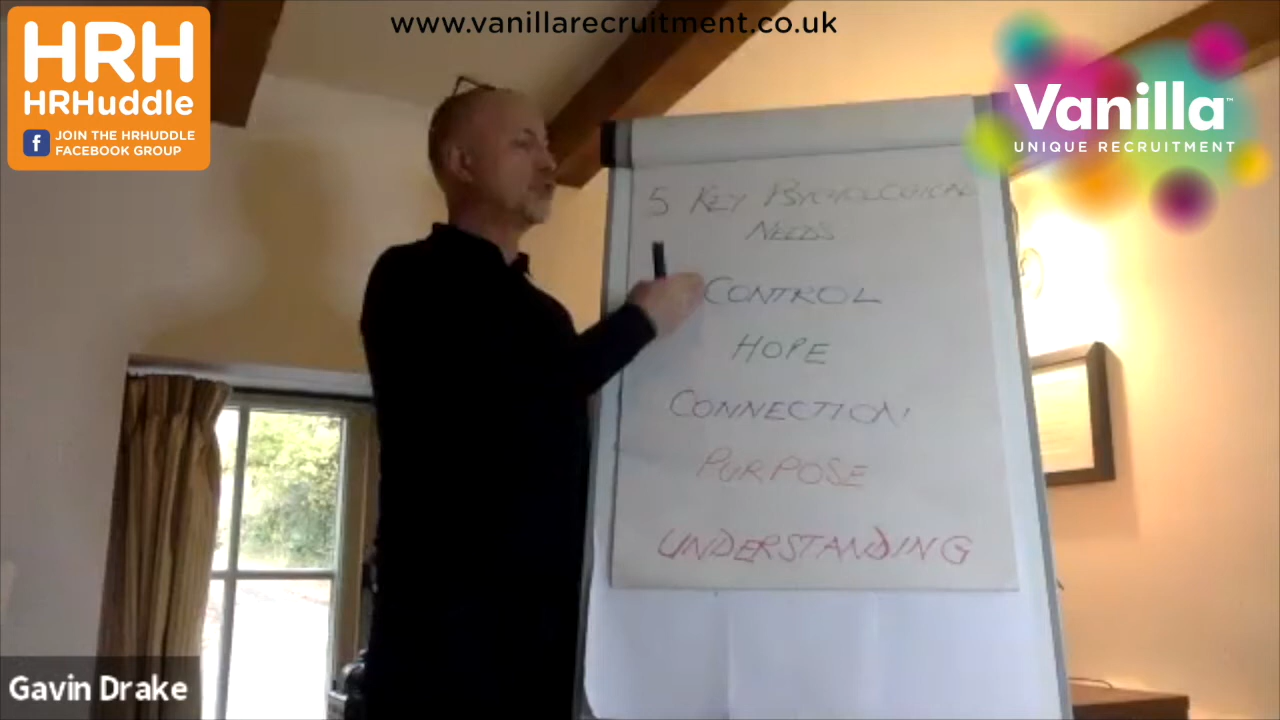 www.vanillarecruitment.co.uk
HRH
HRHuddle
f JOIN THE HRHUDDLE
FACEBOOK GROUP
Vanilla™
UNIQUE RECRUITMENT
5 KEY PSYCHOLOGICAL
NEEDS
CONTROL
HOPE
CONNECTION
PURPOSE
UNDERSTANDING
Gavin Drake